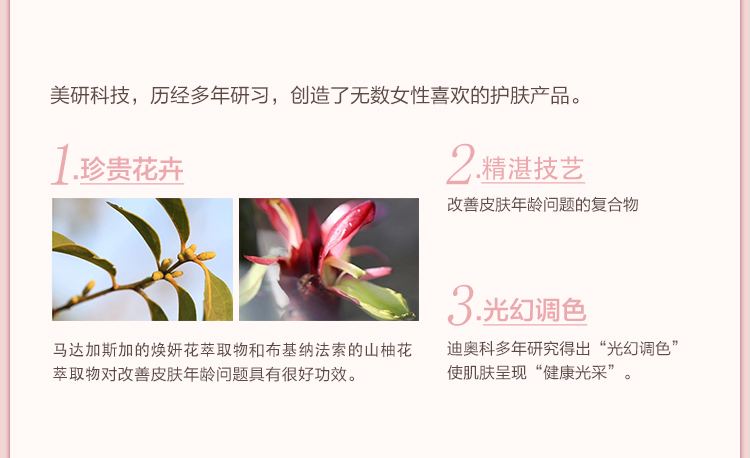 美研科技，历经多年研习，创造了无数女性喜欢的护肤产品。
1.珍贵花卉
马达加斯加的焕妍花萃取物和布基纳法索的山柚花
萃取物对改善皮肤年龄问题具有很好功效。
2.精湛技艺
改善皮肤年龄问题的复合物
3.光幻调色
迪奥科多年研究得出“光幻调色”
使肌肤呈现“健康光采”。